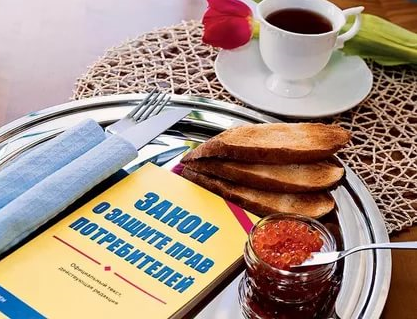 ЗАКОН
О ЗАЩИТЕ ПРАВ
ПОТРЕБИТЕЛЕЙ
Официальный текст,
действующая редакция